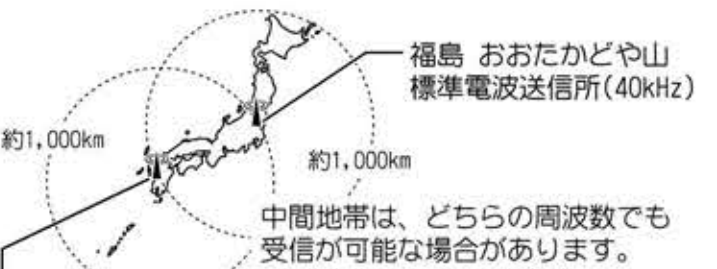 福島 おおたかどや山
標準電波送信所(40kHz)
約1,000km
約1,000km
中間地帯は、どちらの周波数でも
受信が可能な場合があります。